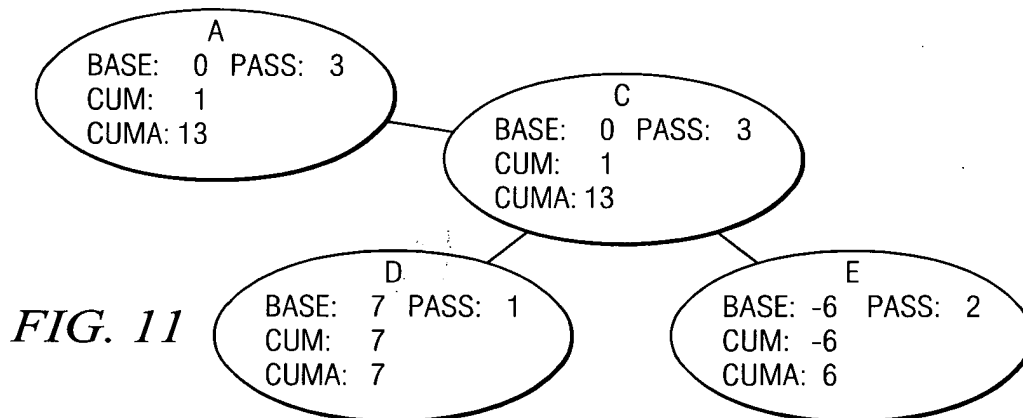 A
BASE: 0 PASS: 3
CUM: 1
CUMA: 13
C
BASE: 0 PASS: 3
CUM: 1
CUMA: 13
D
BASE: 7 PASS: 1
CUM: 7
CUMA: 7
E
BASE: -6 PASS: 2
CUM: -6
CUMA: 6
FIG. 11